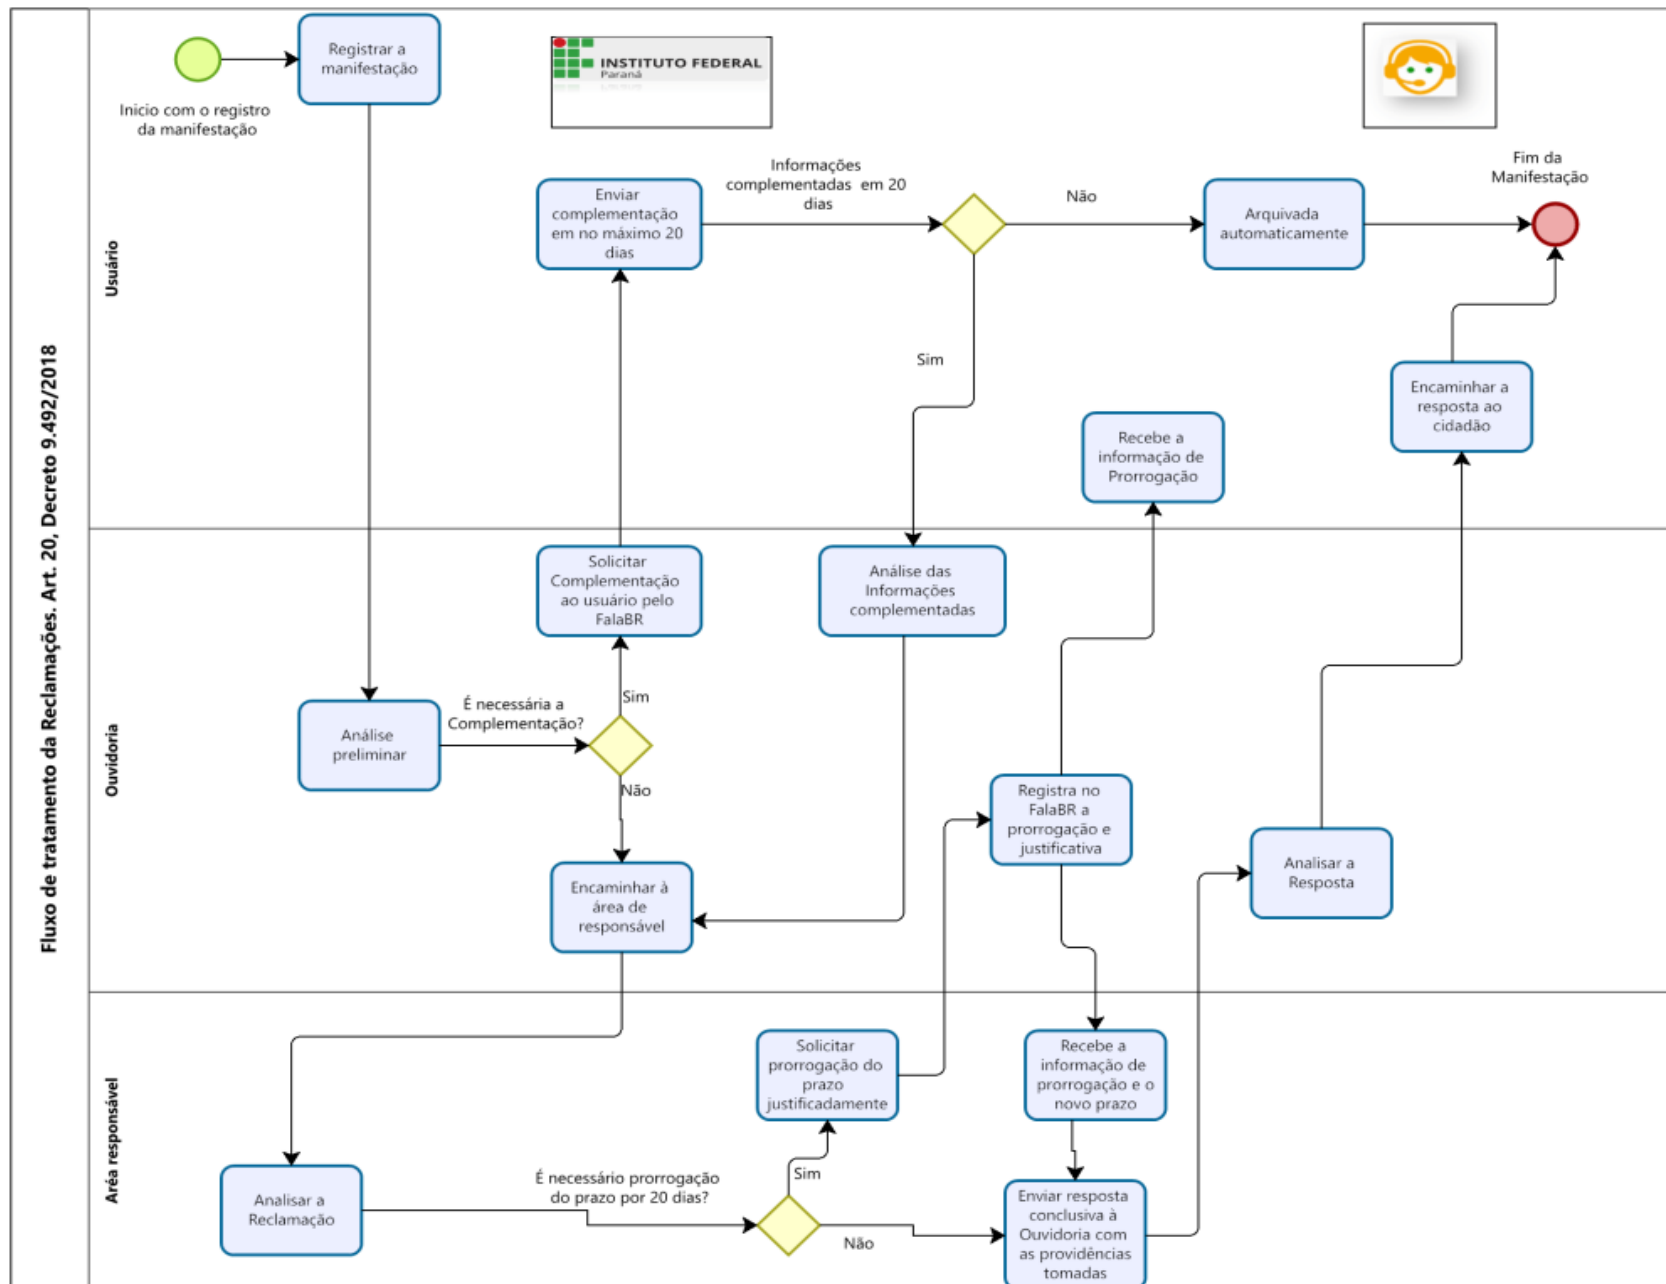 Fluxo de tratamento da Reclamações. Art. 20, Decreto 9.492/2018
Usuário
Inicio com o registro
da manifestação
Registrar a
manifestação
INSTITUTO FEDERAL
Paraná
Enviar
complementação
em no máximo 20
dias
Informações
complementadas em 20
dias
Não
Sim
Arquivada
automaticamente
Fim da
Manifestação
Encaminhar a
resposta ao
cidadão
Recebe a
informação de
Prorrogação
Ouvidoria
Solicitar
Complementação
ao usuário pelo
FalaBR
Análise das
Informações
complementadas
Análise
preliminar
É necessária a
Complementação?
Sim
Não
Encaminhar à
área de
responsável
Registra no
FalaBR a
prorrogação e
justificativa
Analisar a
Resposta
Aréa responsável
Solicitar
prorrogação do
prazo
justificadamente
Recebe a
informação de
prorrogação e o
novo prazo
Analisar a
Reclamação
É necessário prorrogação
do prazo por 20 dias?
Sim
Não
Enviar resposta
conclusiva à
Ouvidoria com
as providências
tomadas